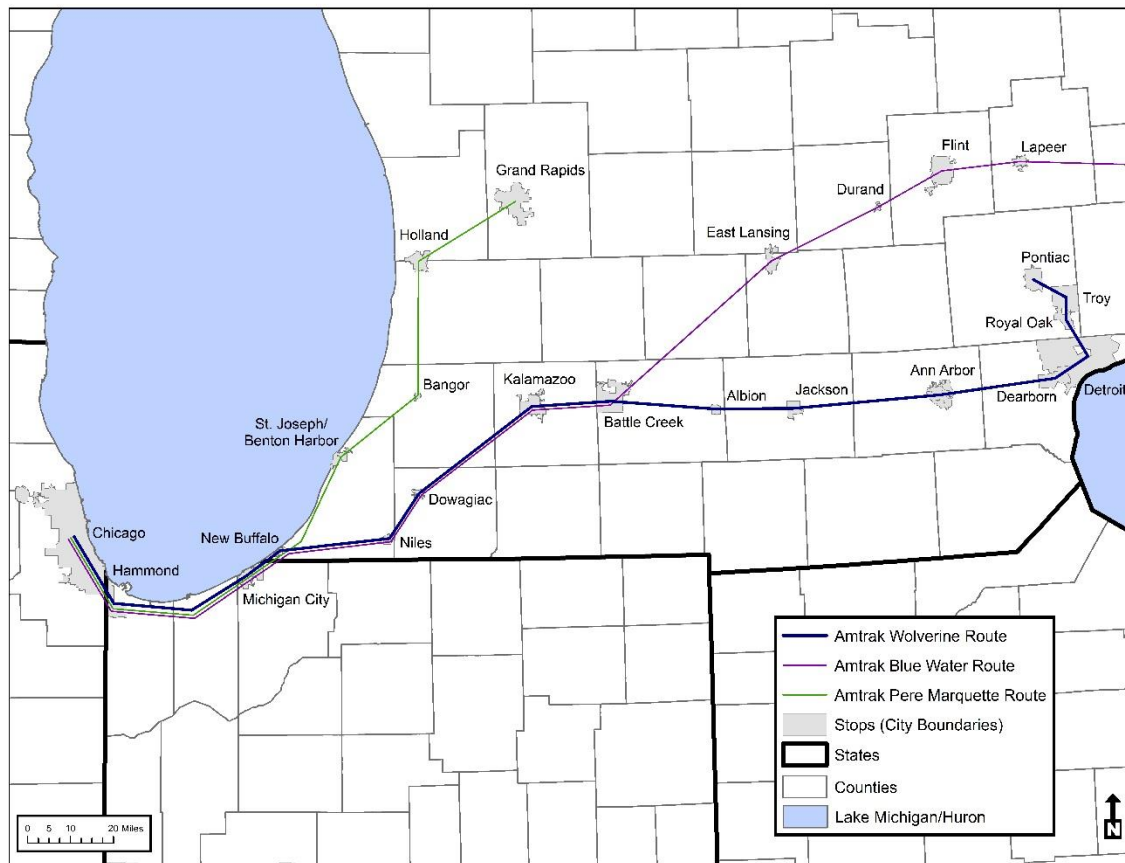 Flint
Lapeer
Grand Rapids
Durand
Holland
East Lansing
Pontiac
Troy
Royal Oak
Bangor
Kalamazoo
Ann Arbor
Albion
Jackson
Dearborn
Detroit
St. Joseph/
Benton Harbor
Battle Creek
Dowagiac
Chicago
New Buffalo
Niles
Hammond
Michigan City
Amtrak Wolverine Route
Amtrak Blue Water Route
Amtrak Pere Marquette Route
Stops (City Boundaries)
States
Counties
Lake Michigan/Huron
0 5 10 20 Miles
N